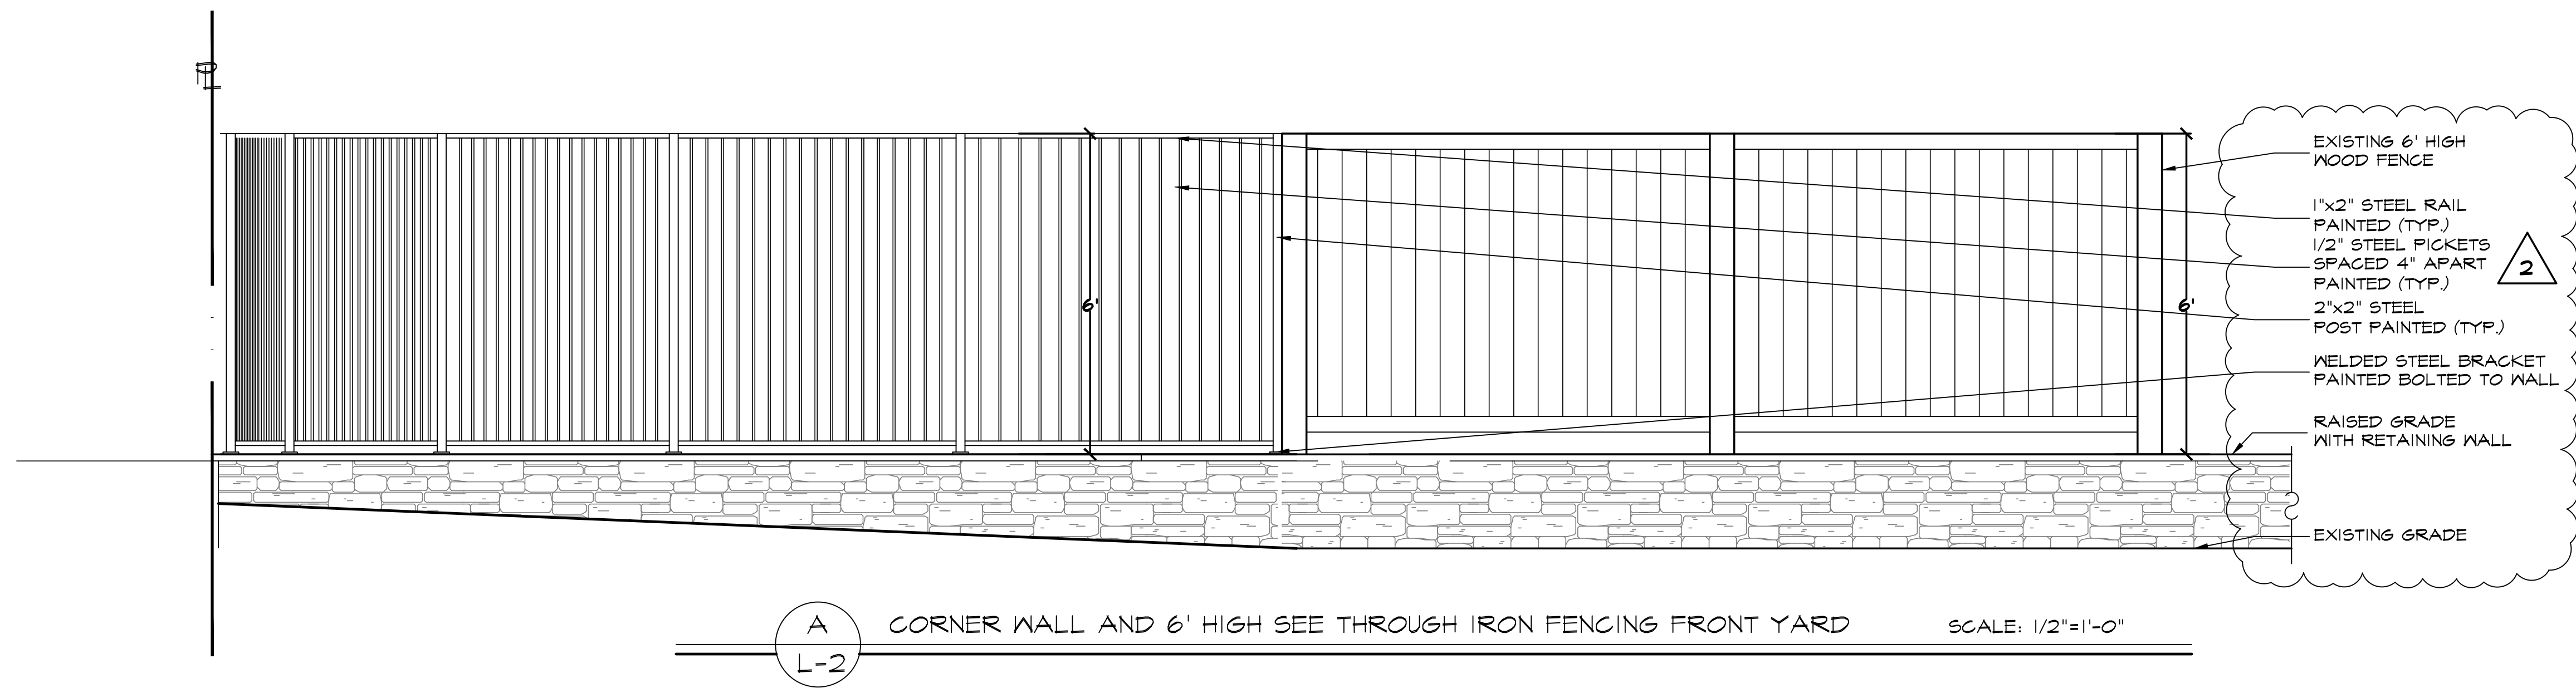 PL
6'
6'
EXISTING 6' HIGH
WOOD FENCE
1"x2" STEEL RAIL
PAINTED (TYP.)
1/2" STEEL PICKETS
SPACED 4" APART
PAINTED (TYP.)
2
2"x2" STEEL
POST PAINTED (TYP.)
WELDED STEEL BRACKET
PAINTED BOLTED TO WALL
RAISED GRADE
WITH RETAINING WALL
EXISTING GRADE
A
L-2
CORNER WALL AND 6' HIGH SEE THROUGH IRON FENCING FRONT YARD
SCALE: 1/2"=1'-0"